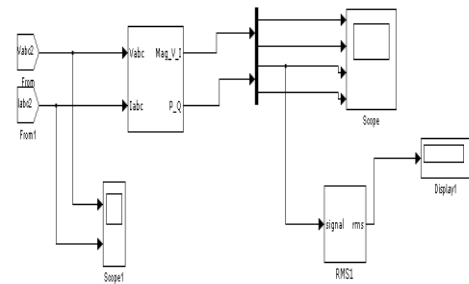 Vabc2
From
Iabc2
From1
Vabc
Iabc
Mag_V_I
P_Q
Scope
Scope1
signal rms
RMS1
Display1